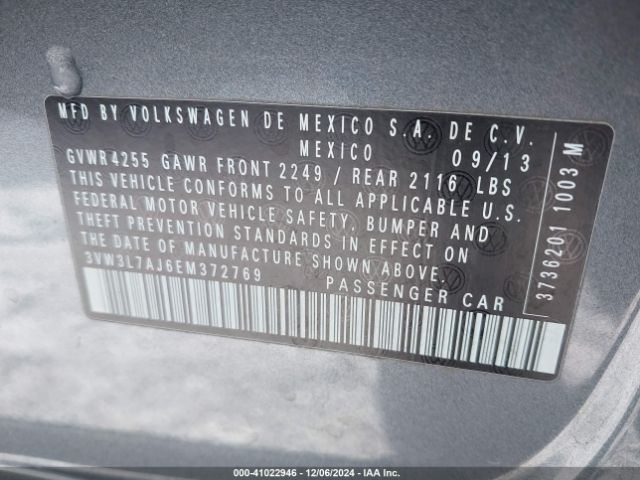 MFD BY VOLKSWAGEN DE MEXICO S.A. DE C.V.
MEXICO 09/13
GVWR4255 GAWR FRONT 2249 / REAR 2116 LBS
THIS VEHICLE CONFORMS TO ALL APPLICABLE U.S.
FEDERAL MOTOR VEHICLE SAFETY, BUMPER AND
THEFT PREVENTION STANDARDS IN EFFECT ON
THE DATE OF MANUFACTURE SHOWN ABOVE.
3VW3L7AJ6EM372769 PASSENGER CAR
3736201 1003 M
000-41022946 • 12/06/2024 • IAA Inc.